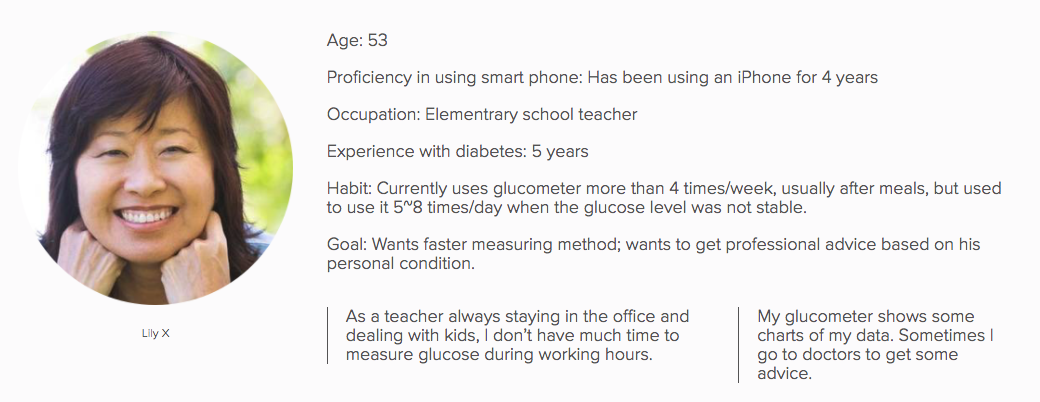 Age: 53
Proficiency in using smart phone: Has been using an iPhone for 4 years
Occupation: Elementrary school teacher
Experience with diabetes: 5 years
Habit: Currently uses glucometer more than 4 times/week, usually after meals, but used
to use it 5~8 times/day when the glucose level was not stable.
Goal: Wants faster measuring method; wants to get professional advice based on his
personal condition.
Lily X
As a teacher always staying in the office and
dealing with kids, I don't have much time to
measure glucose during working hours.
My glucometer shows some
charts of my data. Sometimes I
go to doctors to get some
advice.